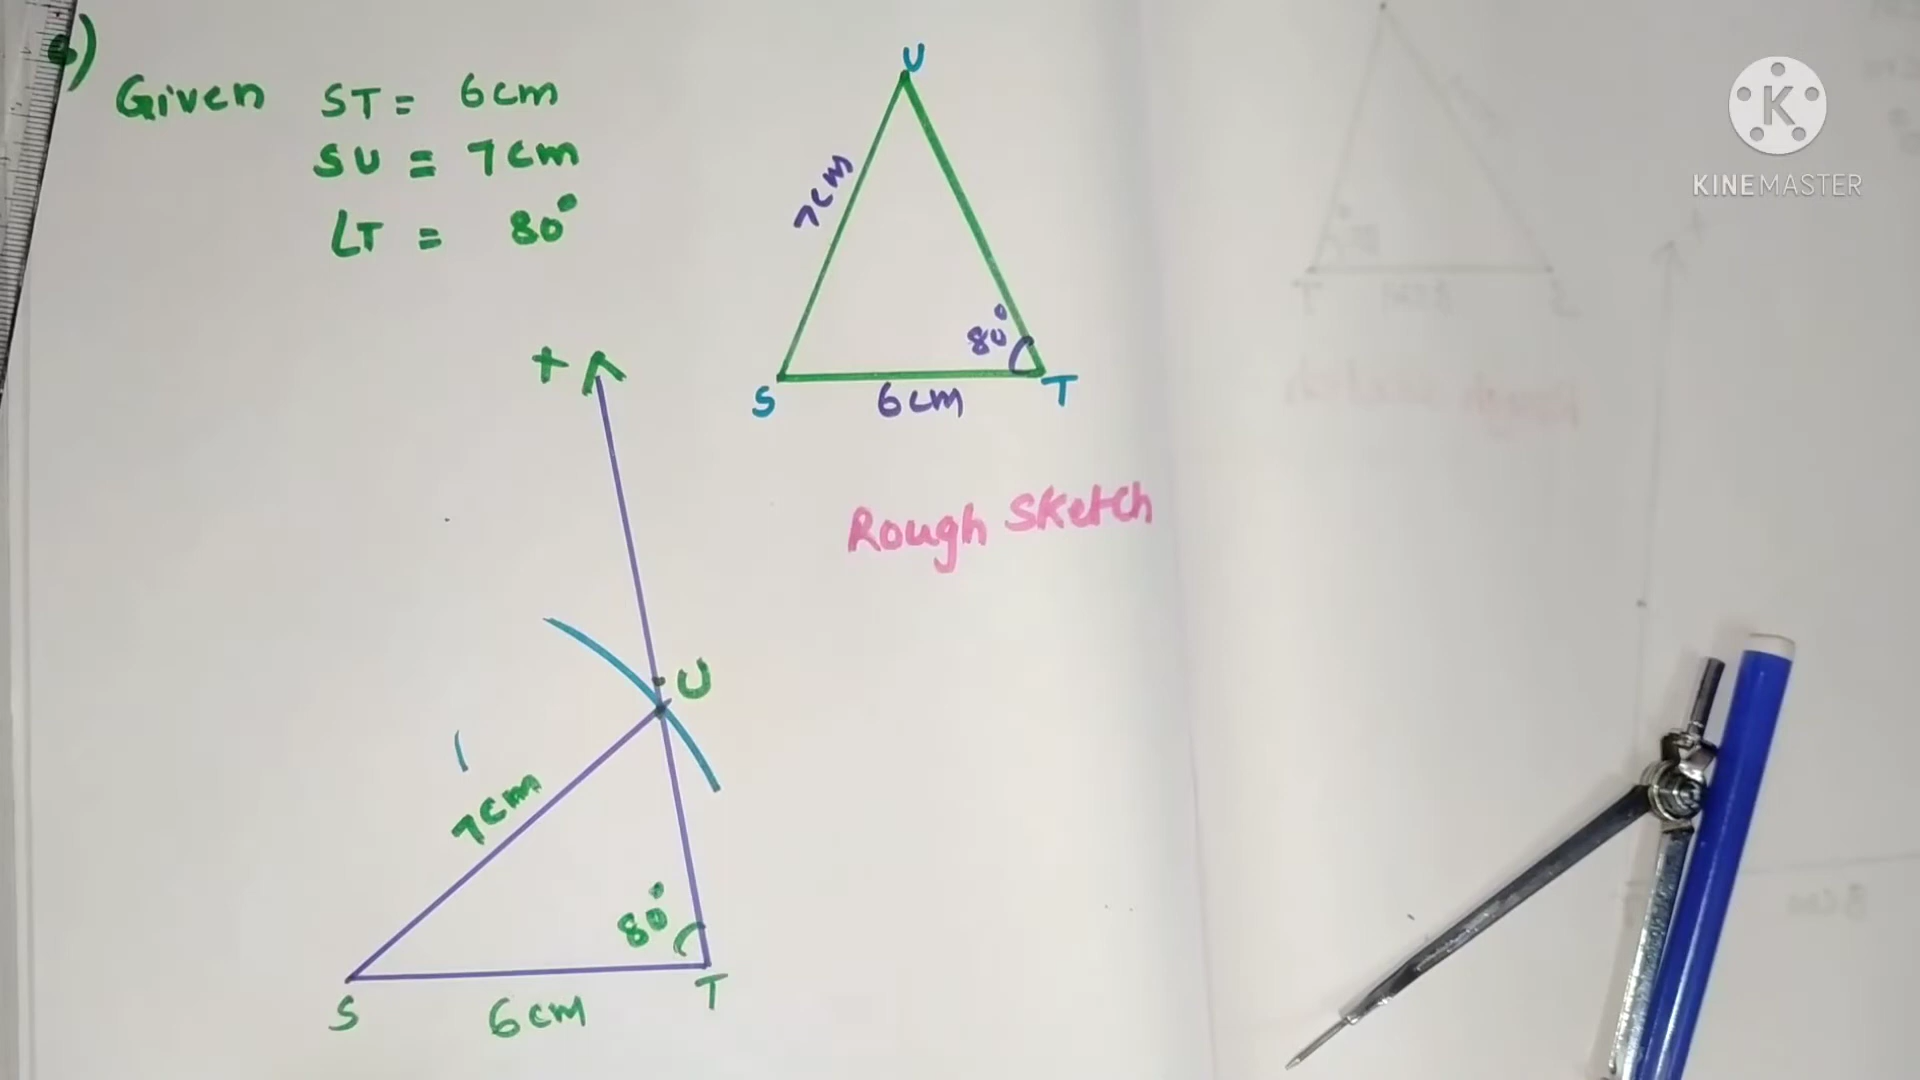 Given ST = 6cm
SU = 7cm
∠T = 80°
U
7cm
80°
S 6cm T
Rough Sketch
U
7cm
80°
S 6cm T
KINEMASTER